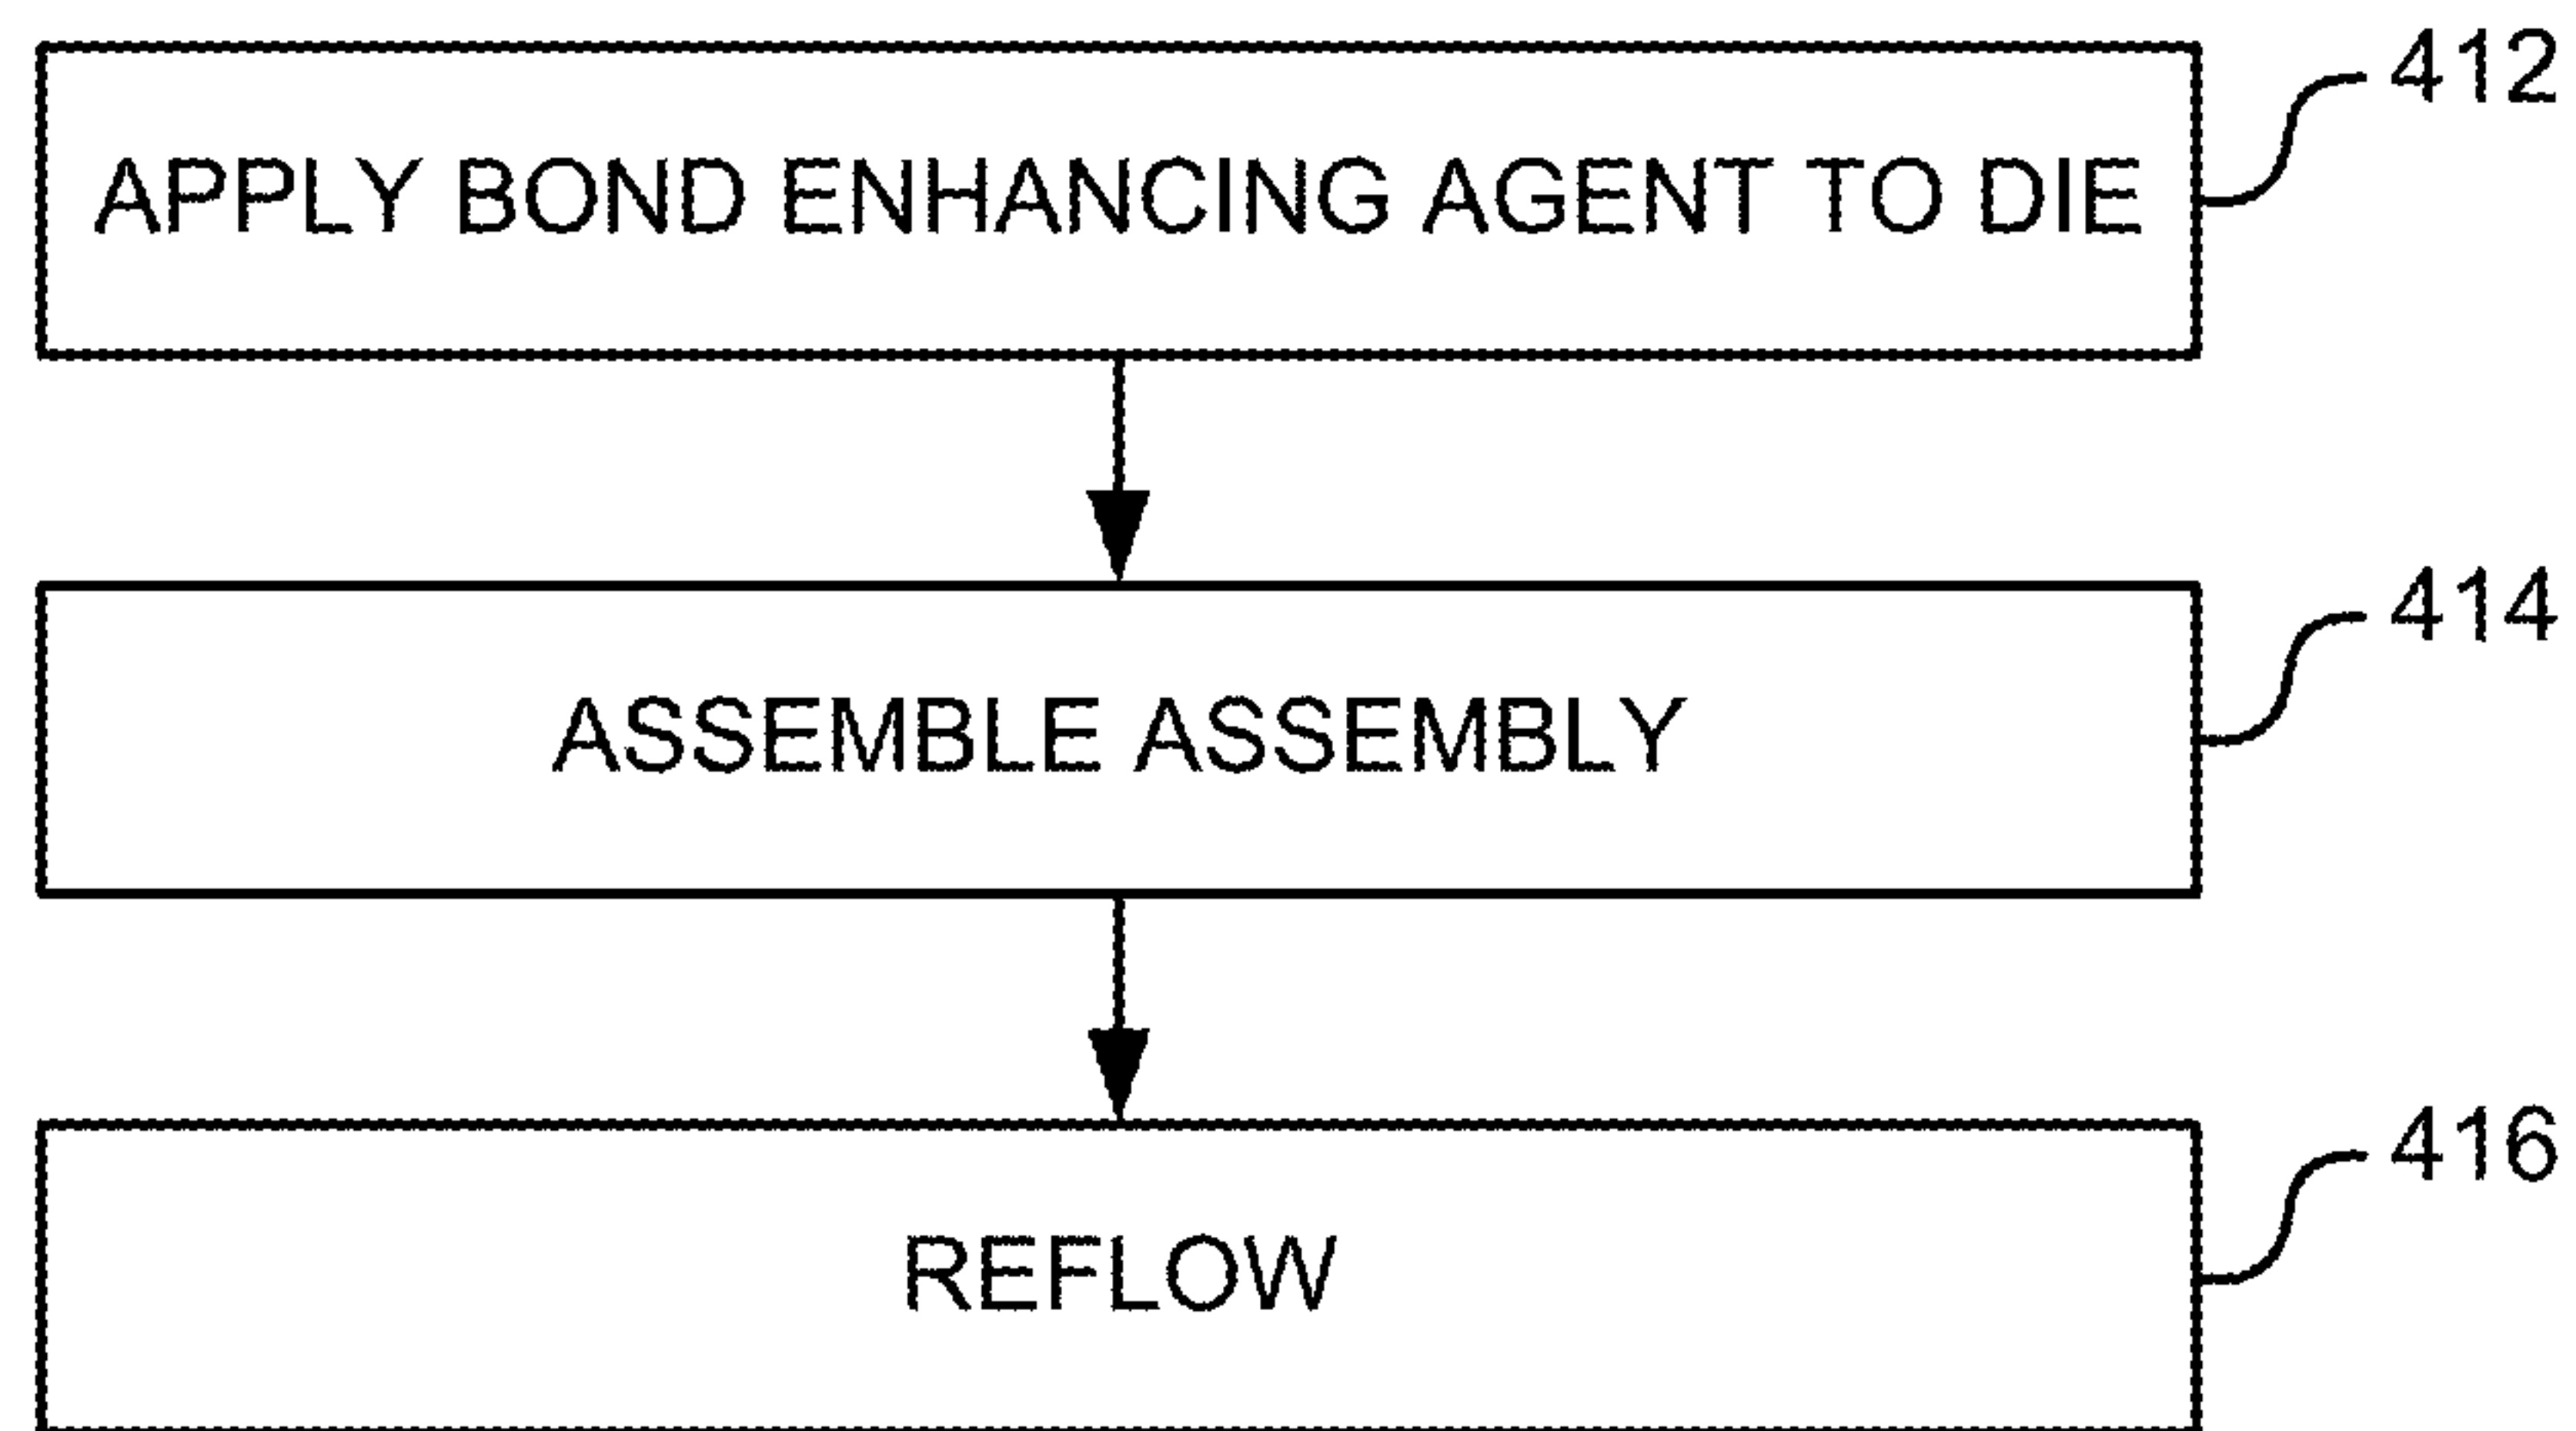 412
APPLY BOND ENHANCING AGENT TO DIE
414
ASSEMBLE ASSEMBLY
416
REFLOW